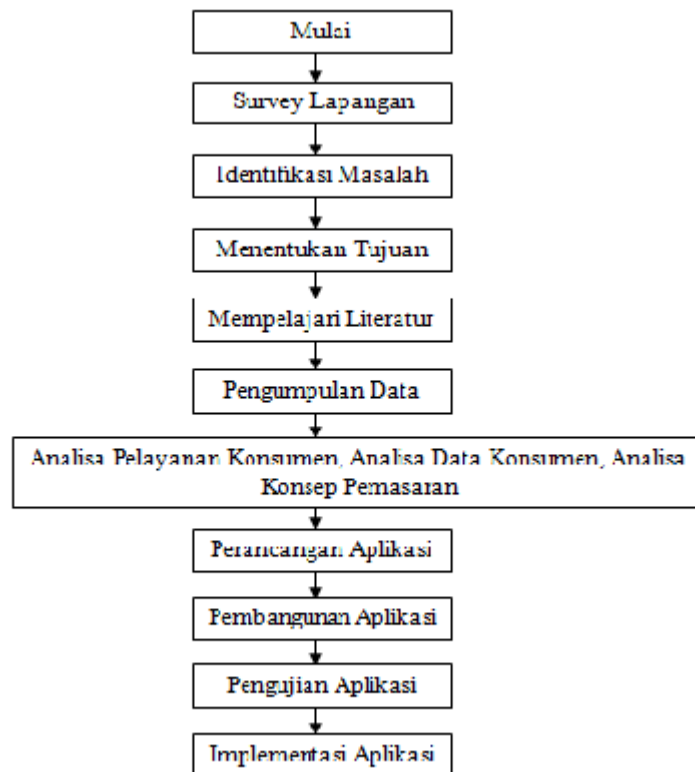 Mulai
Survey Lapangan
Identifikasi Masalah
Menentukan Tujuan
Mempelajari Literatur
Pengumpulan Data
Analisa Pelayanan Konsumen, Analisa Data Konsumen, Analisa
Konsep Pemasaran
Perancangan Aplikasi
Pembangunan Aplikasi
Pengujian Aplikasi
Implementasi Aplikasi